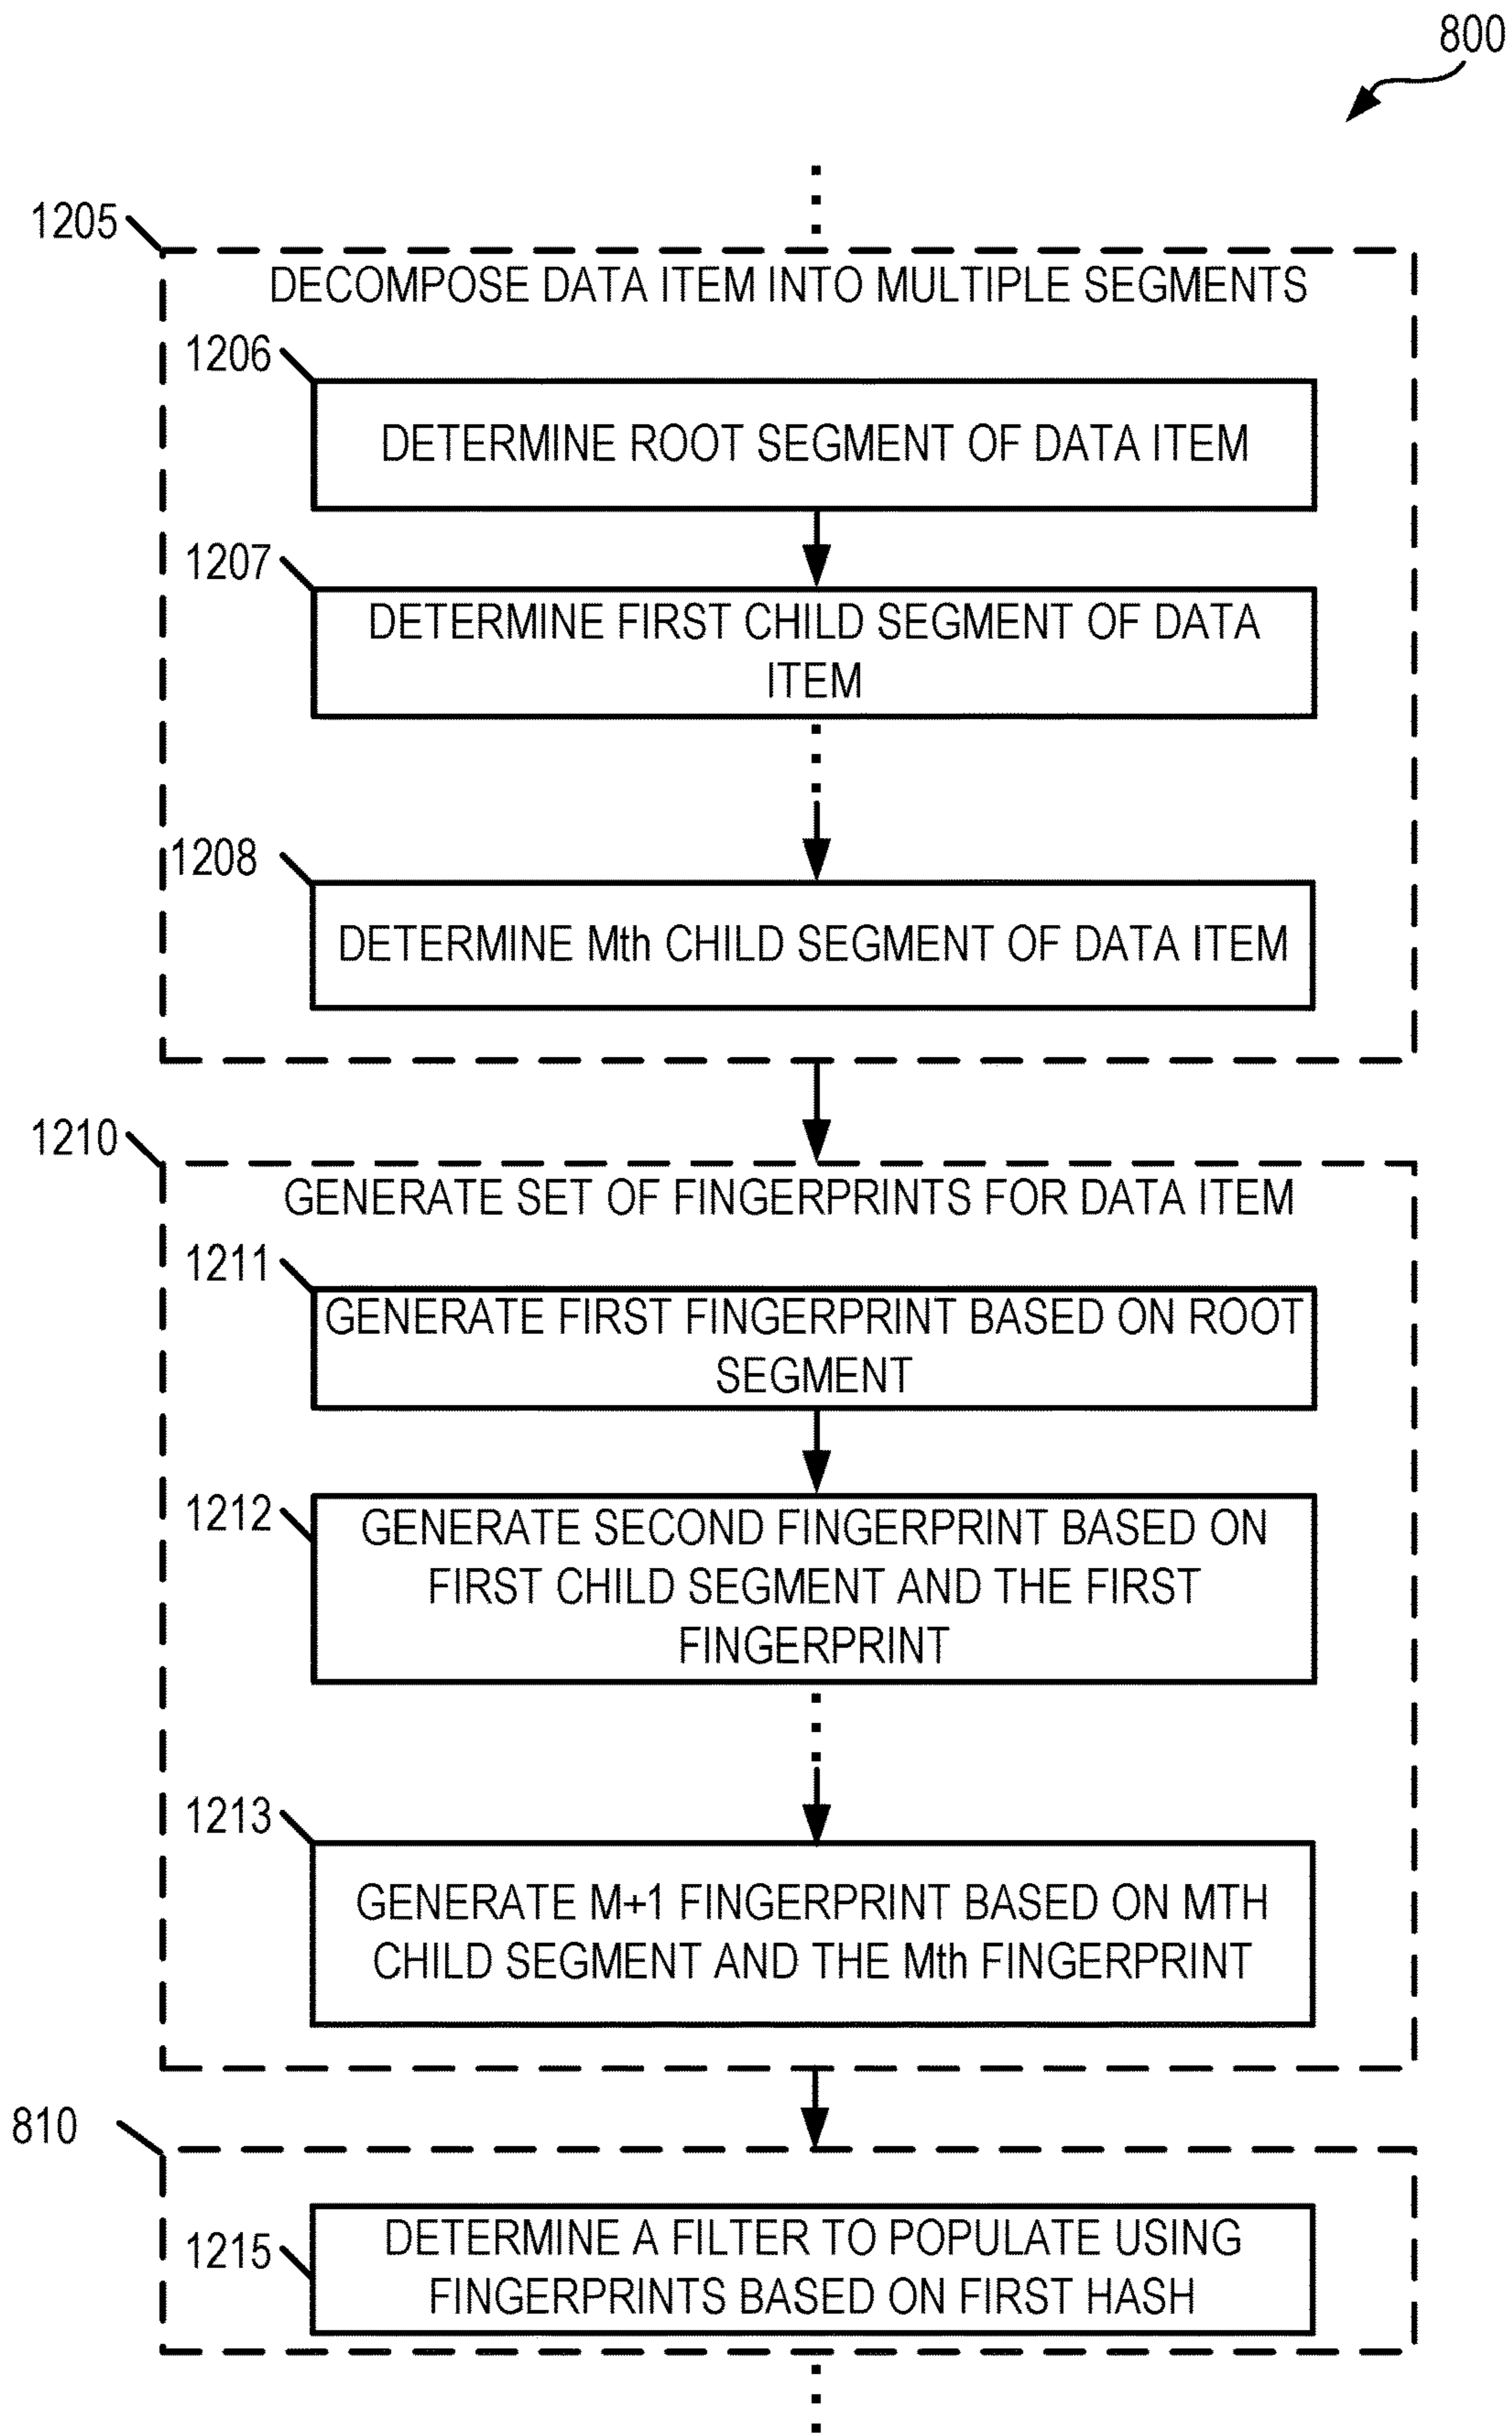 800
1205
DECOMPOSE DATA ITEM INTO MULTIPLE SEGMENTS
1206
DETERMINE ROOT SEGMENT OF DATA ITEM
1207
DETERMINE FIRST CHILD SEGMENT OF DATA
ITEM
1208
DETERMINE Mth CHILD SEGMENT OF DATA ITEM
1210
GENERATE SET OF FINGERPRINTS FOR DATA ITEM
1211
GENERATE FIRST FINGERPRINT BASED ON ROOT
SEGMENT
1212
GENERATE SECOND FINGERPRINT BASED ON
FIRST CHILD SEGMENT AND THE FIRST
FINGERPRINT
1213
GENERATE M+1 FINGERPRINT BASED ON MTH
CHILD SEGMENT AND THE Mth FINGERPRINT
810
1215
DETERMINE A FILTER TO POPULATE USING
FINGERPRINTS BASED ON FIRST HASH